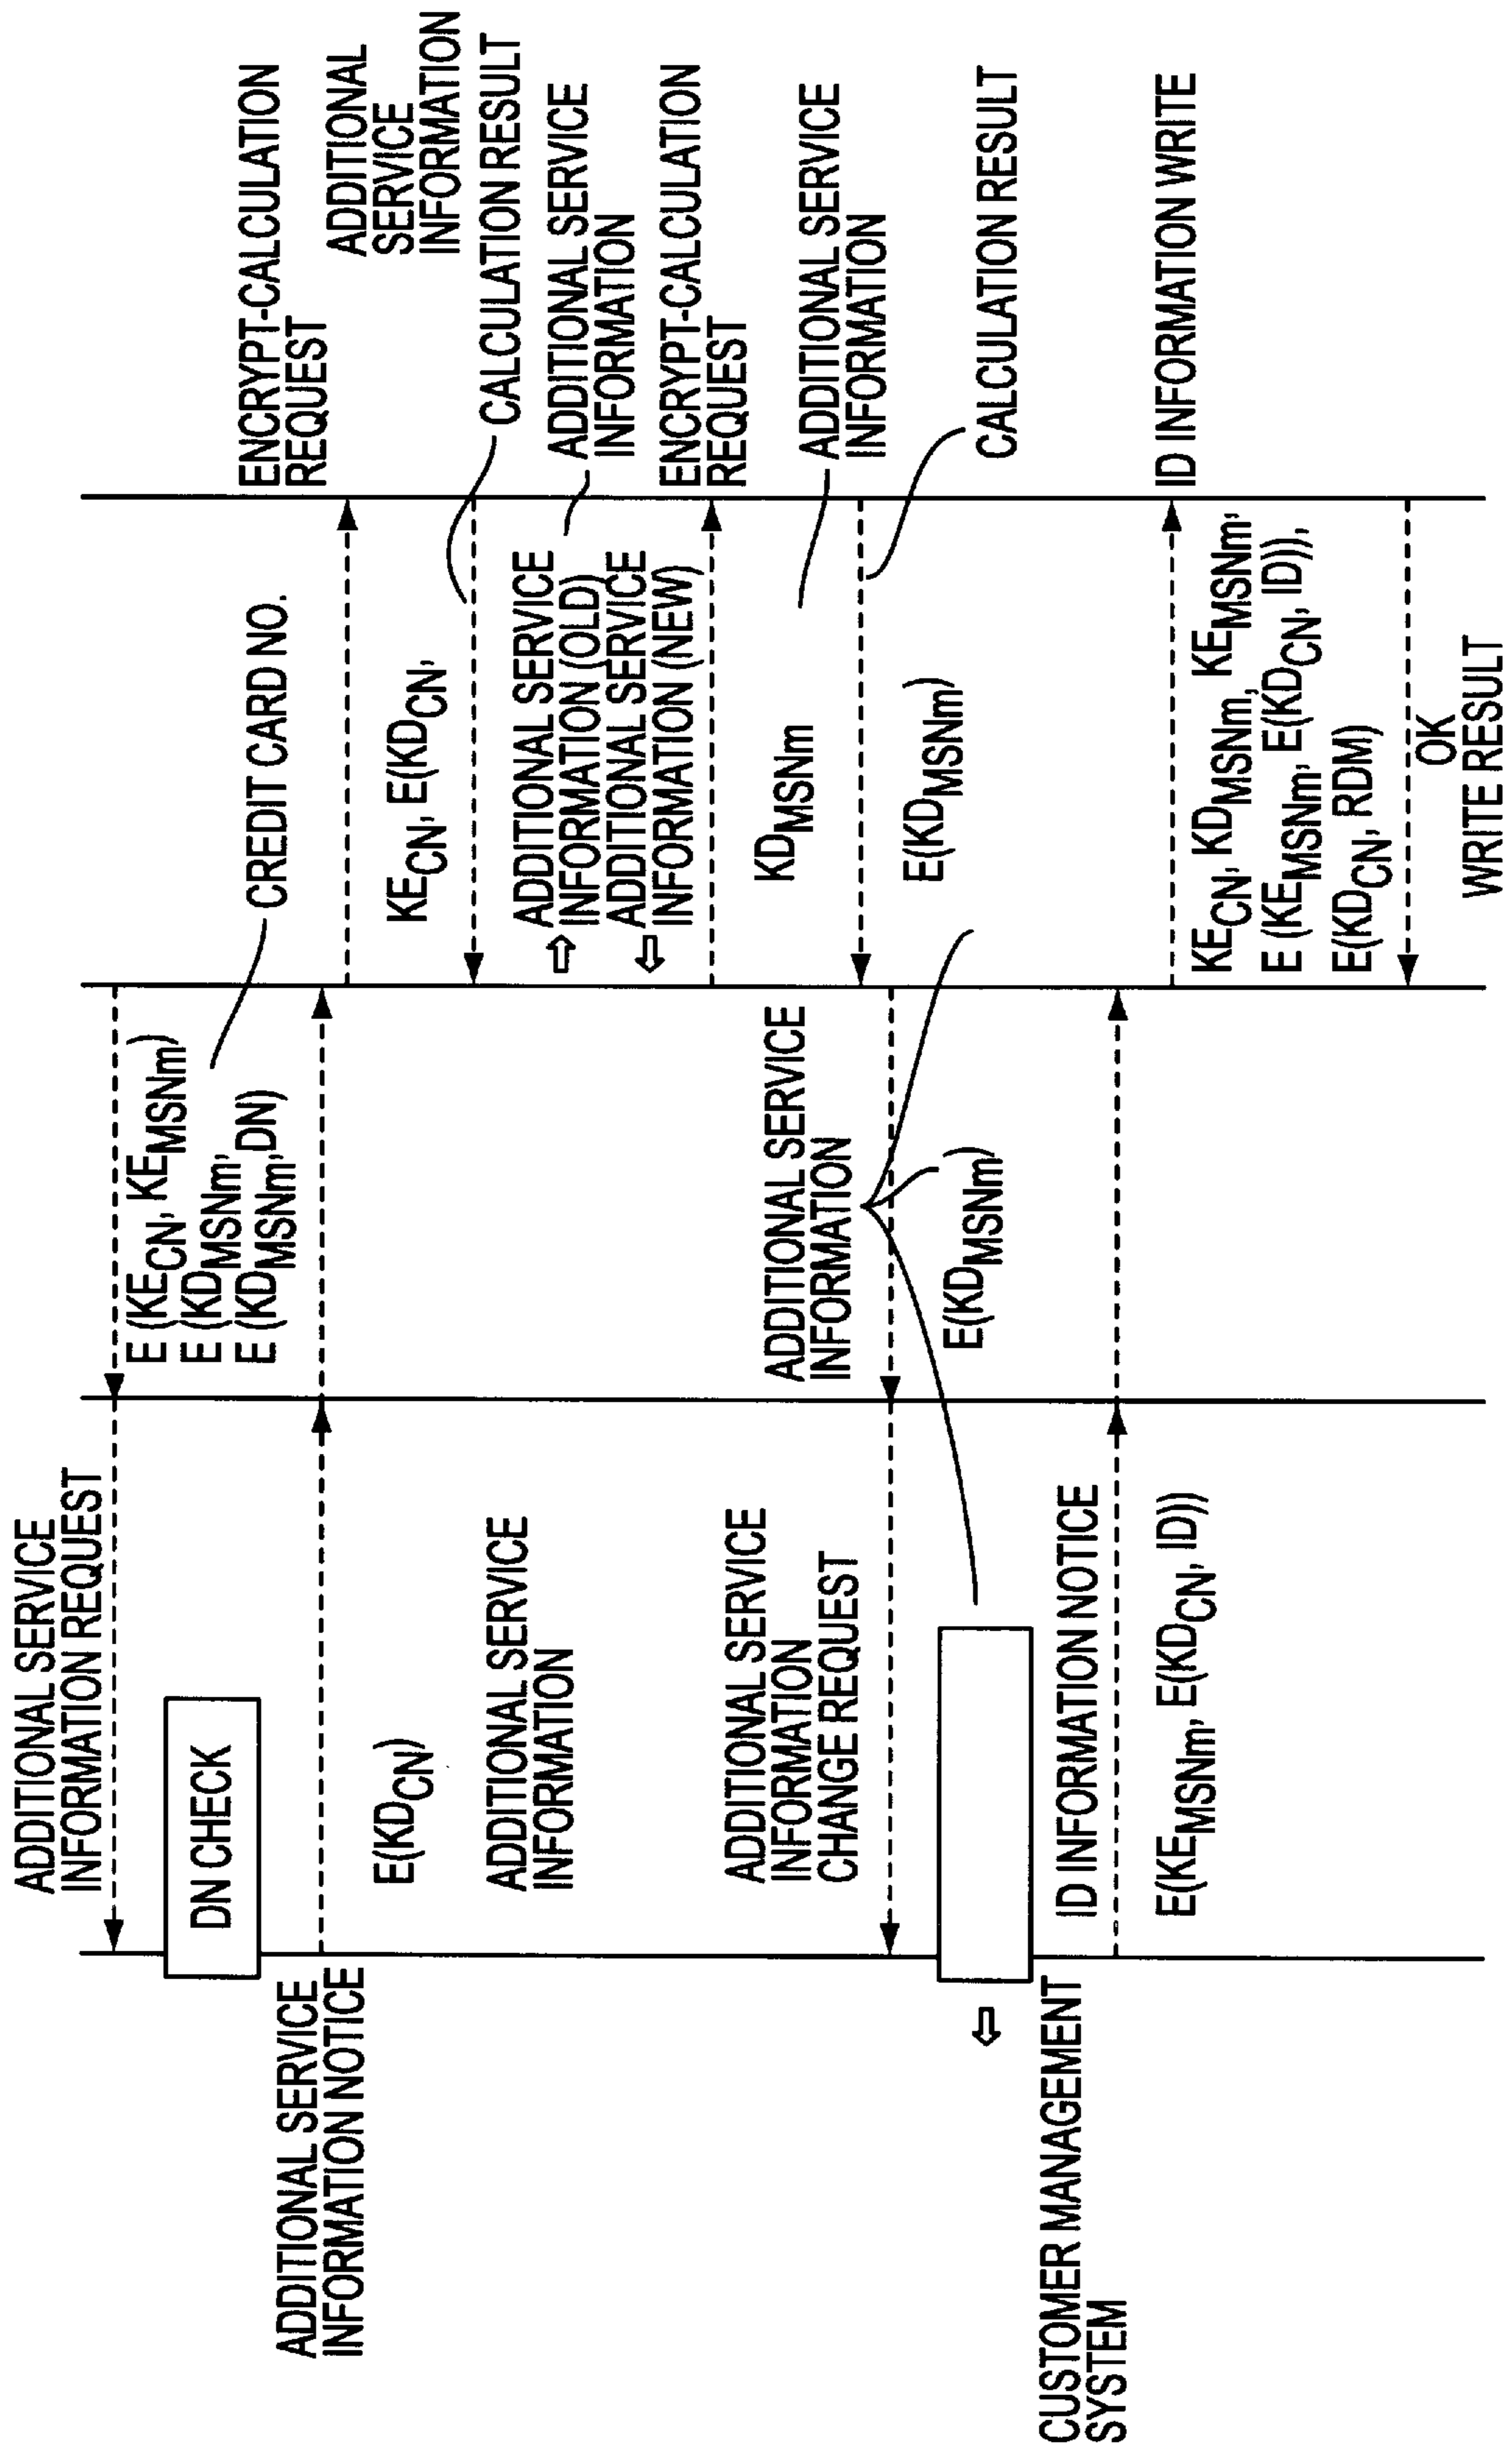 ADDITIONAL SERVICE
INFORMATION REQUEST
E (KECN, KEMSNm)
E (KDMSNm,
E (KDMSNm,DN)
CREDIT CARD NO.
DN CHECK
ADDITIONAL SERVICE
INFORMATION NOTICE
E(KDCN,)
ADDITIONAL SERVICE
INFORMATION
ENCRYPT-CALCULATION
REQUEST
KECN, E(KDCN,
ADDITIONAL
SERVICE
INFORMATION
CALCULATION RESULT
ADDITIONAL SERVICE
INFORMATION (OLD)
ADDITIONAL SERVICE
INFORMATION (NEW)
ADDITIONAL SERVICE
INFORMATION
ENCRYPT-CALCULATION
REQUEST
KDMSNm
ADDITIONAL SERVICE
INFORMATION
CALCULATION RESULT
E(KDMSNm,)
ADDITIONAL SERVICE
INFORMATION
ADDITIONAL SERVICE
INFORMATION
CHANGE REQUEST
E(KDMSNm,)
CUSTOMER MANAGEMENT
SYSTEM
ID INFORMATION NOTICE
E(KEMSNm, E(KDCN, ID))
ID INFORMATION WRITE
KECN, KDMSNm, KEMSNm,
E (KEMSNm, E(KDCN, ID)),
E(KDCN, RDM)
OK
WRITE RESULT